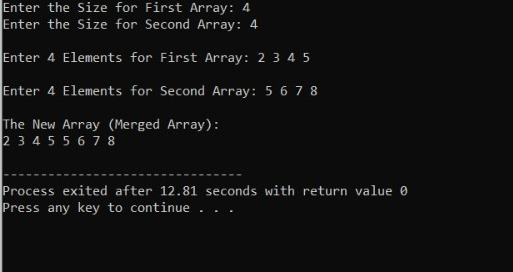 Enter the Size for First Array: 4
Enter the Size for Second Array: 4
Enter 4 Elements for First Array: 2 3 4 5
Enter 4 Elements for Second Array: 5 6 7 8
The New Array (Merged Array):
2 3 4 5 5 6 7 8
--------------------------------
Process exited after 12.81 seconds with return value 0
Press any key to continue . . .